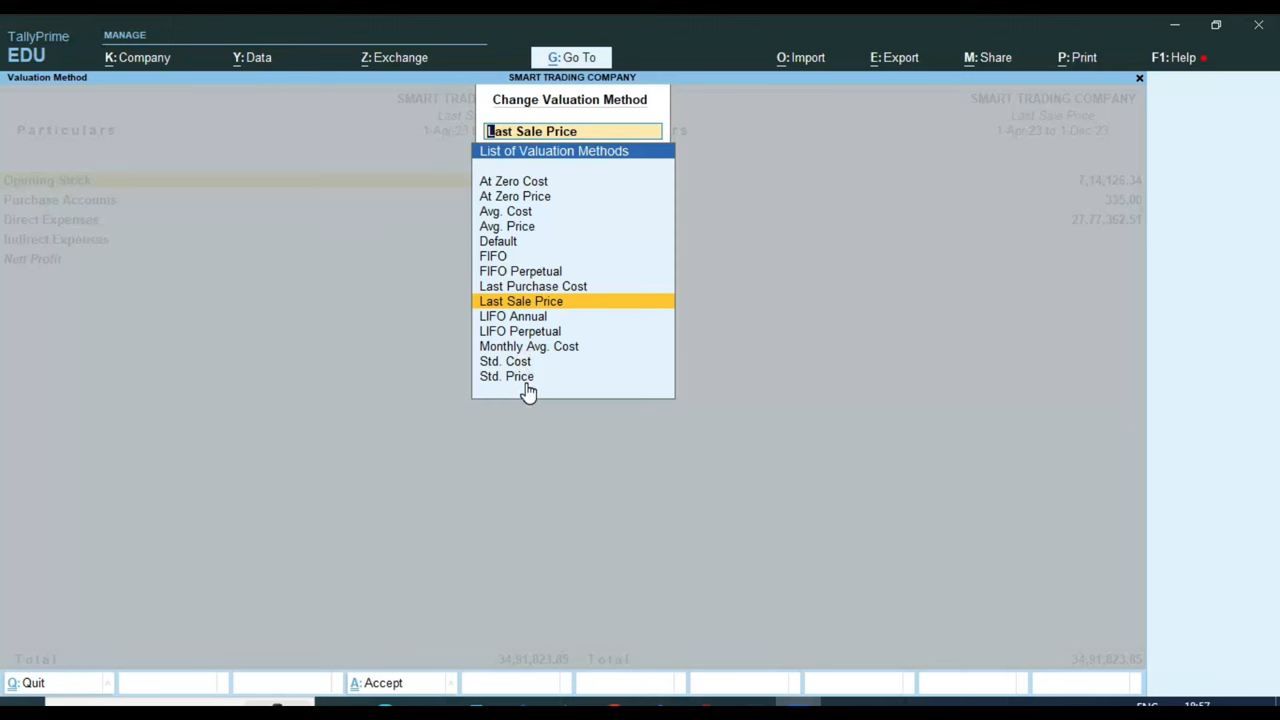 TallyPrime
EDU
MANAGE
K: Company
Y: Data
Z: Exchange
G: Go To
O: Import
E: Export
M: Share
P: Print
F1: Help
Valuation Method
SMART TRADING COMPANY
Change Valuation Method
Last Sale Price
List of Valuation Methods
At Zero Cost
At Zero Price
Avg. Cost
Avg. Price
Default
FIFO
FIFO Perpetual
Last Purchase Cost
Last Sale Price
LIFO Annual
LIFO Perpetual
Monthly Avg. Cost
Std. Cost
Std. Price
Particulars
SMART TRADING COMPANY
Last Sale Price
1-Apr-23 to 1-Dec-23
Opening Stock
7,14,126.34
Purchase Accounts
335.00
Direct Expenses
27,77,362.51
Indirect Expenses
Nett Profit
Total
34,91,823.85
Total
34,91,823.85
Q: Quit
A: Accept
ENG
18:57